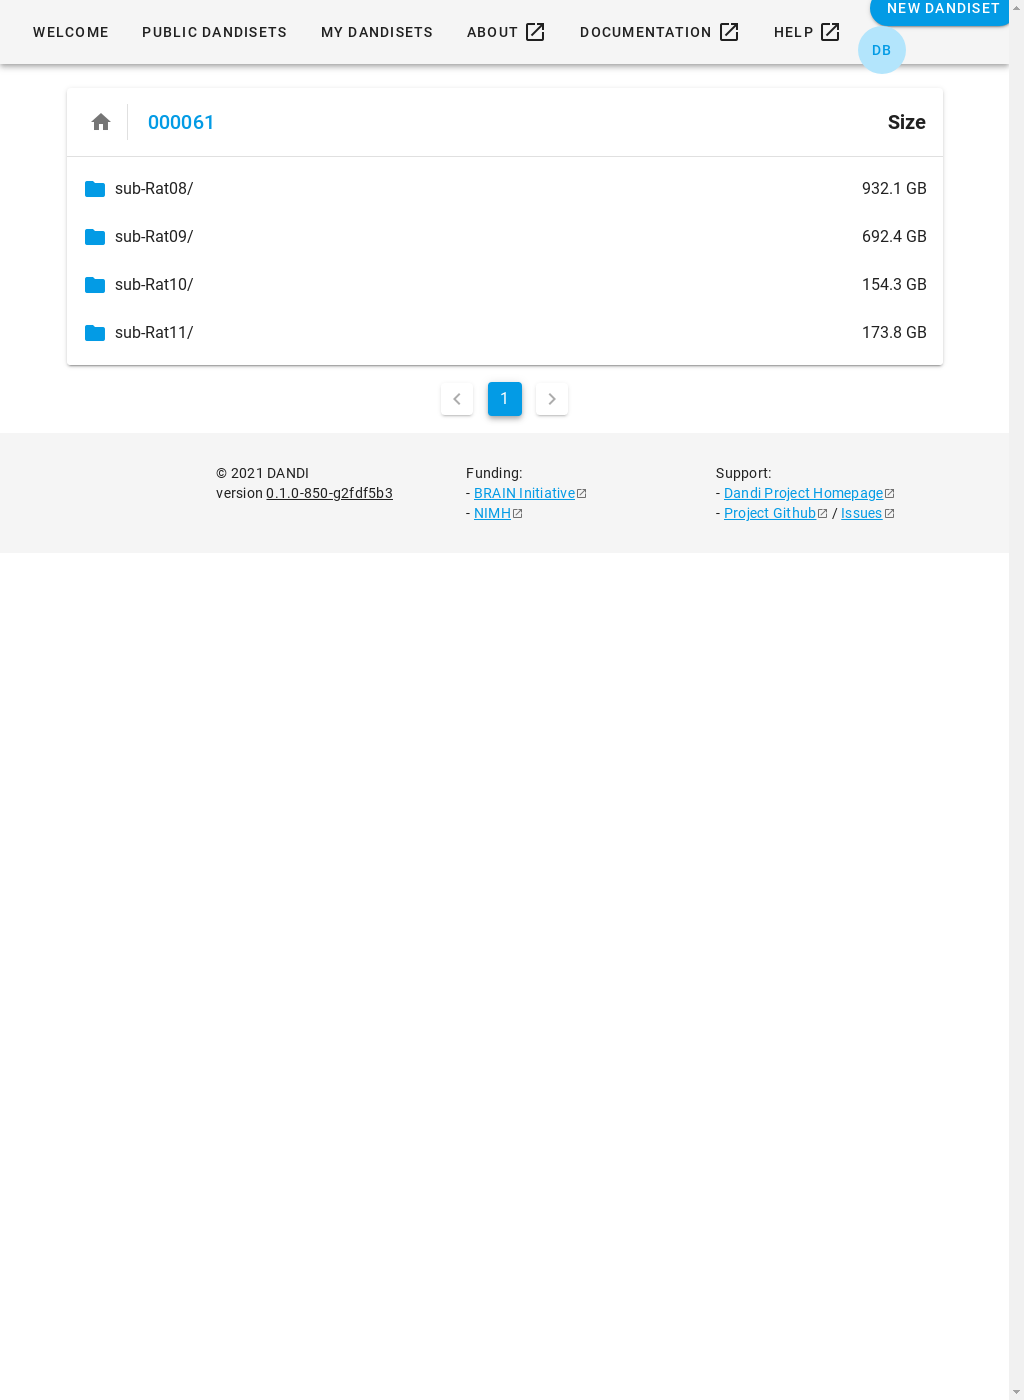 NEW DANDISET
WELCOME PUBLIC DANDISETS MY DANDISETS ABOUT DOCUMENTATION HELP
DB
000061 Size
sub-Rat08/ 932.1 GB
sub-Rat09/ 692.4 GB
sub-Rat10/ 154.3 GB
sub-Rat11/ 173.8 GB
1
© 2021 DANDI Funding: Support:
version 0.1.0-850-g2fdf5b3 - BRAIN Initiative - Dandi Project Homepage
- NIMH - Project Github / Issues